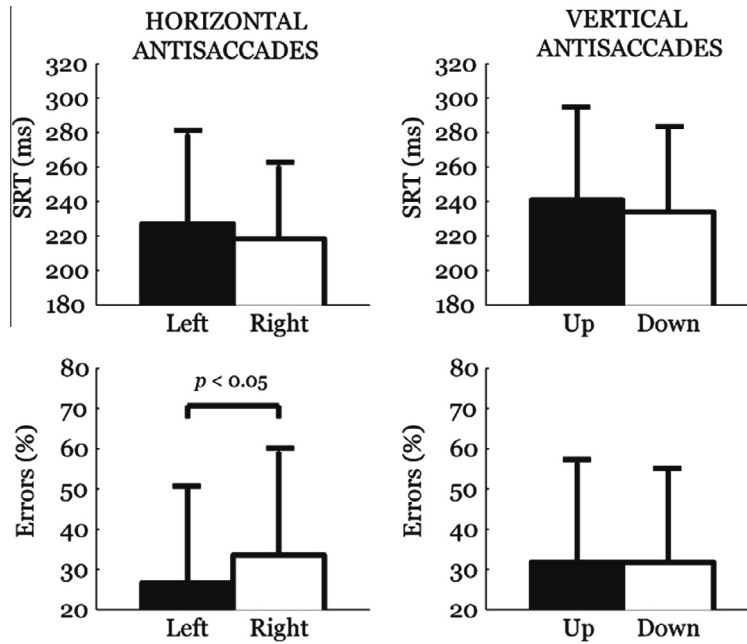 HORIZONTAL
ANTISACCADES
VERTICAL
ANTISACCADES
SRT (ms)
320
300
280
260
240
220
200
180
Left Right
SRT (ms)
320
300
280
260
240
220
200
180
Up Down
Errors (%)
80
70
60
50
40
30
20
p < 0.05
Left Right
Errors (%)
80
70
60
50
40
30
20
Up Down